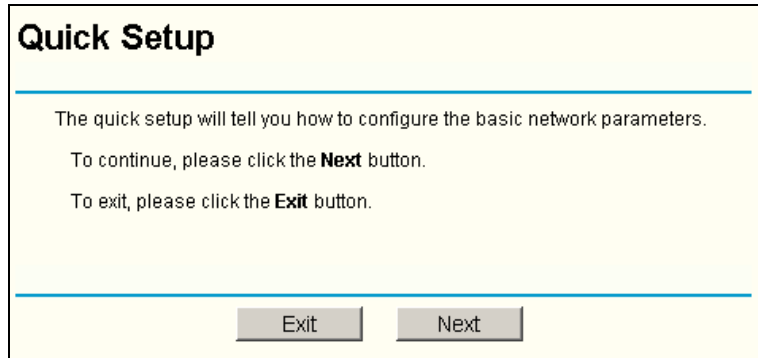 Quick Setup
The quick setup will tell you how to configure the basic network parameters.
To continue, please click the Next button.
To exit, please click the Exit button.
Exit Next